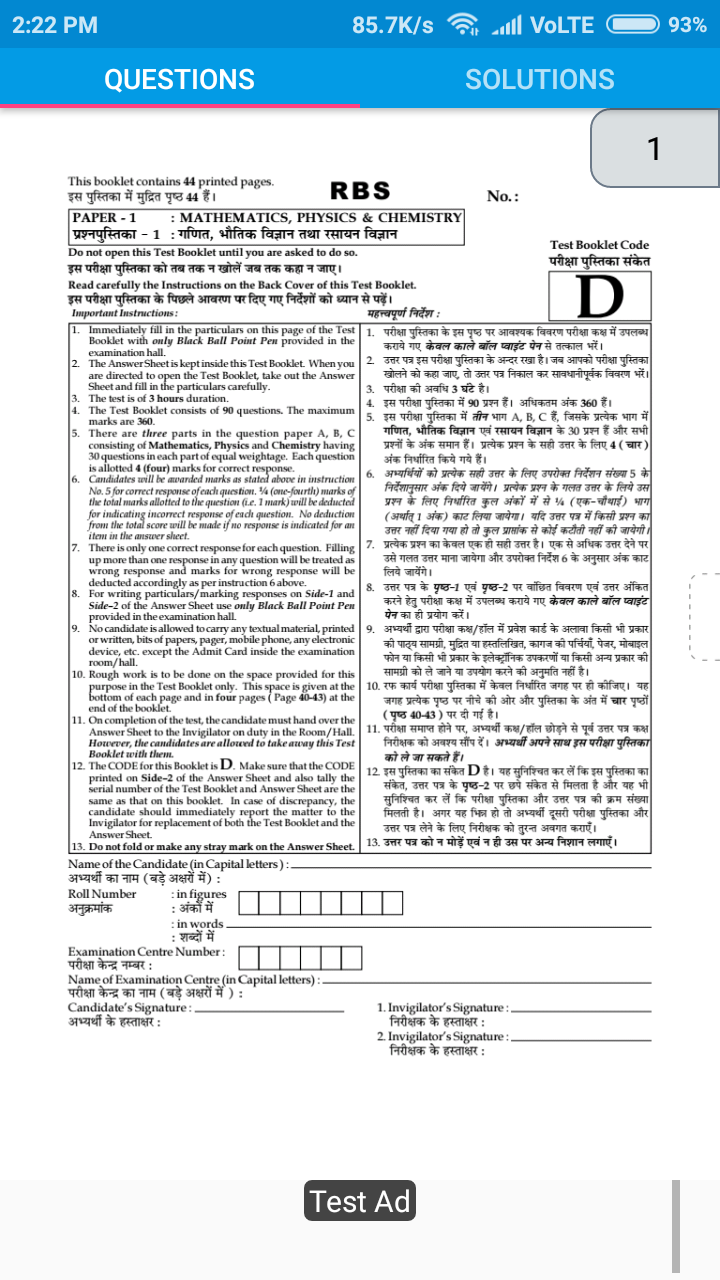 2:22 PM
85.7K/s
VoLTE
93%
QUESTIONS
SOLUTIONS
1
This booklet contains 44 printed pages.
इस पुस्तिका में मुद्रित पृष्ठ 44 हैं।
RBS
No. :
PAPER - 1 : MATHEMATICS, PHYSICS & CHEMISTRY
प्रश्नपुस्तिका - 1 : गणित, भौतिक विज्ञान तथा रसायन विज्ञान
Do not open this Test Booklet until you are asked to do so.
इस परीक्षा पुस्तिका को तब तक न खोलें जब तक कहा न जाए।
Read carefully the Instructions on the Back Cover of this Test Booklet.
इस परीक्षा पुस्तिका के पिछले आवरण पर दिए गए निर्देशों को ध्यान से पढ़ें।
Test Booklet Code
परीक्षा पुस्तिका संकेत
D
Important Instructions :
1. Immediately fill in the particulars on this page of the Test
Booklet with only Black Ball Point Pen provided in the
examination hall.
2. The Answer Sheet is kept inside this Test Booklet. When you
are directed to open the Test Booklet, take out the Answer
Sheet and fill in the particulars carefully.
3. The test is of 3 hours duration.
4. The Test Booklet consists of 90 questions. The maximum
marks are 360.
5. There are three parts in the question paper A, B, C
consisting of Mathematics, Physics and Chemistry having
30 questions in each part of equal weightage. Each question
is allotted 4 (four) marks for correct response.
6. Candidates will be awarded marks as stated above in instruction
No. 5 for correct response of each question. ¼ (one-fourth) marks of
the total marks allotted to the question (i.e. 1 mark) will be deducted
for indicating incorrect response of each question. No deduction
from the total score will be made if no response is indicated for an
item in the answer sheet.
7. There is only one correct response for each question. Filling
up more than one response in any question will be treated as
wrong response and marks for wrong response will be
deducted accordingly as per instruction 6 above.
8. For writing particulars/marking responses on Side-1 and
Side-2 of the Answer Sheet use only Black Ball Point Pen
provided in the examination hall.
9. No candidate is allowed to carry any textual material, printed
or written, bits of papers, pager, mobile phone, any electronic
device, etc. except the Admit Card inside the examination
room/hall.
10. Rough work is to be done on the space provided for this
purpose in the Test Booklet only. This space is given at the
bottom of each page and in four pages (Page 40-43) at the
end of the booklet.
11. On completion of the test, the candidate must hand over the
Answer Sheet to the Invigilator on duty in the Room/Hall.
However, the candidates are allowed to take away this Test
Booklet with them.
12. The CODE for this Booklet is D. Make sure that the CODE
printed on Side-2 of the Answer Sheet and also tally the
serial number of the Test Booklet and Answer Sheet are the
same as that on this booklet. In case of discrepancy, the
candidate should immediately report the matter to the
Invigilator for replacement of both the Test Booklet and the
Answer Sheet.
13. Do not fold or make any stray mark on the Answer Sheet.
महत्त्वपूर्ण निर्देश :
1. परीक्षा पुस्तिका के इस पृष्ठ पर आवश्यक विवरण परीक्षा कक्ष में उपलब्ध
कराये गए केवल काले बॉल प्वाइंट पेन से तत्काल भरें।
2. उत्तर पत्र इस परीक्षा पुस्तिका के अन्दर रखा है। जब आपको परीक्षा पुस्तिका
खोलने को कहा जाए, तो उत्तर पत्र निकाल कर सावधानीपूर्वक विवरण भरें।
3. परीक्षा की अवधि 3 घंटे है।
4. इस परीक्षा पुस्तिका में 90 प्रश्न हैं। अधिकतम अंक 360 हैं।
5. इस परीक्षा पुस्तिका में तीन भाग A, B, C हैं, जिसके प्रत्येक भाग में
गणित, भौतिक विज्ञान एवं रसायन विज्ञान के 30 प्रश्न हैं और सभी
प्रश्नों के अंक समान हैं। प्रत्येक प्रश्न के सही उत्तर के लिए 4 (चार)
अंक निर्धारित किये गये हैं।
6. अभ्यर्थियों को प्रत्येक सही उत्तर के लिए उपरोक्त निर्देशन संख्या 5 के
निर्देशानुसार अंक दिये जायेंगे। प्रत्येक प्रश्न के गलत उत्तर के लिये उस
प्रश्न के लिए निर्धारित कुल अंकों में से ¼ (एक-चौथाई) भाग
(अर्थात् 1 अंक) काट लिया जायेगा। यदि उत्तर पत्र में किसी प्रश्न का
उत्तर नहीं दिया गया हो तो कुल प्राप्तांक से कोई कटौती नहीं की जायेगी।
7. प्रत्येक प्रश्न का केवल एक ही सही उत्तर है। एक से अधिक उत्तर देने पर
उसे गलत उत्तर माना जायेगा और उपरोक्त निर्देश 6 के अनुसार अंक काट
लिये जायेंगे।
8. उत्तर पत्र के पृष्ठ-1 एवं पृष्ठ-2 पर वांछित विवरण एवं उत्तर अंकित
करने हेतु परीक्षा कक्ष में उपलब्ध कराये गए केवल काले बॉल प्वाइंट
पेन का ही प्रयोग करें।
9. अभ्यर्थी द्वारा परीक्षा कक्ष/हॉल में प्रवेश कार्ड के अलावा किसी भी प्रकार
की पाठ्य सामग्री, मुद्रित या हस्तलिखित, कागज की पर्चियाँ, पेजर, मोबाइल
फोन या किसी भी प्रकार के इलेक्ट्रॉनिक उपकरणों या किसी अन्य प्रकार की
सामग्री को ले जाने या उपयोग करने की अनुमति नहीं है।
10. रफ कार्य परीक्षा पुस्तिका में केवल निर्धारित जगह पर ही कीजिए। यह
जगह प्रत्येक पृष्ठ पर नीचे की ओर और पुस्तिका के अंत में चार पृष्ठों
(पृष्ठ 40-43) पर दी गई है।
11. परीक्षा समाप्त होने पर, अभ्यर्थी कक्ष/हॉल छोड़ने से पूर्व उत्तर पत्र कक्ष
निरीक्षक को अवश्य सौंप दें। अभ्यर्थी अपने साथ इस परीक्षा पुस्तिका
को ले जा सकते हैं।
12. इस पुस्तिका का संकेत D है। यह सुनिश्चित कर लें कि इस पुस्तिका का
संकेत, उत्तर पत्र के पृष्ठ-2 पर छपे संकेत से मिलता है और यह भी
सुनिश्चित कर लें कि परीक्षा पुस्तिका और उत्तर पत्र की क्रम संख्या
मिलती है। अगर यह भिन्न हो तो अभ्यर्थी दूसरी परीक्षा पुस्तिका और
उत्तर पत्र लेने के लिए निरीक्षक को तुरन्त अवगत कराएँ।
13. उत्तर पत्र को न मोड़ें एवं न ही उस पर अन्य निशान लगाएँ।
Name of the Candidate (in Capital letters) :
अभ्यर्थी का नाम (बड़े अक्षरों में) :
Roll Number : in figures
अनुक्रमांक : अंकों में
: in words
: शब्दों में
Examination Centre Number :
परीक्षा केन्द्र नम्बर :
Name of Examination Centre (in Capital letters) :
परीक्षा केन्द्र का नाम (बड़े अक्षरों में) :
Candidate's Signature :
अभ्यर्थी के हस्ताक्षर :
1. Invigilator's Signature :
निरीक्षक के हस्ताक्षर :
2. Invigilator's Signature :
निरीक्षक के हस्ताक्षर :
Test Ad